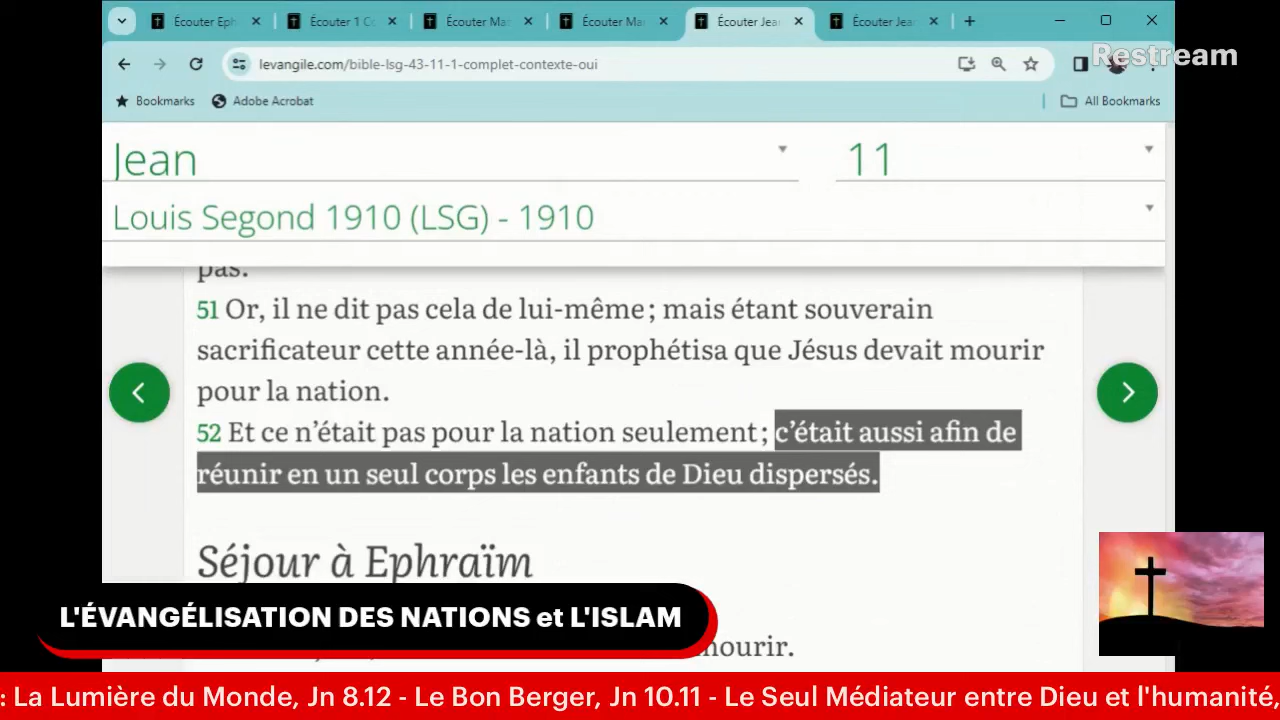 Écouter Eph
Écouter 1 Co
Écouter Mac
Écouter Mar
Écouter Jea
Écouter Jea
levangile.com/bible-lsg-43-11-1-complet-contexte-oui
Restream
Bookmarks
Adobe Acrobat
All Bookmarks
Jean
11
Louis Segond 1910 (LSG) - 1910
pas.
51 Or, il ne dit pas cela de lui-même ; mais étant souverain
sacrificateur cette année-là, il prophétisa que Jésus devait mourir
pour la nation.
52 Et ce n’était pas pour la nation seulement ; c’était aussi afin de
réunir en un seul corps les enfants de Dieu dispersés.
Séjour à Ephraïm
L'ÉVANGÉLISATION DES NATIONS et L'ISLAM
mourir.
: La Lumière du Monde, Jn 8.12 - Le Bon Berger, Jn 10.11 - Le Seul Médiateur entre Dieu et l'humanité,